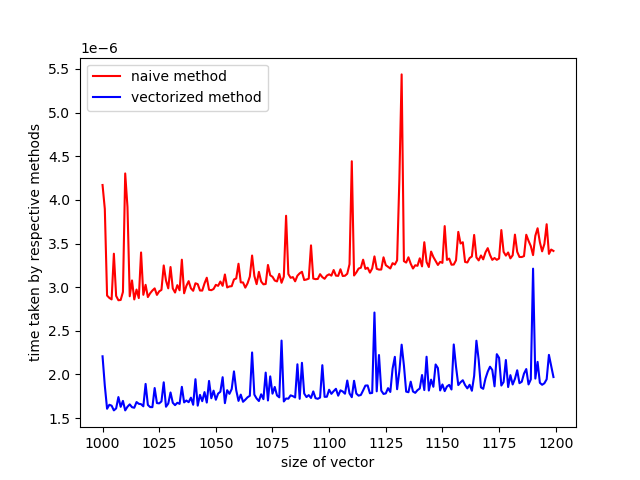 1e−6
naive method
vectorized method
5.5
5.0
4.5
4.0
3.5
3.0
2.5
2.0
1.5
time taken by respective methods
1000 1025 1050 1075 1100 1125 1150 1175 1200
size of vector